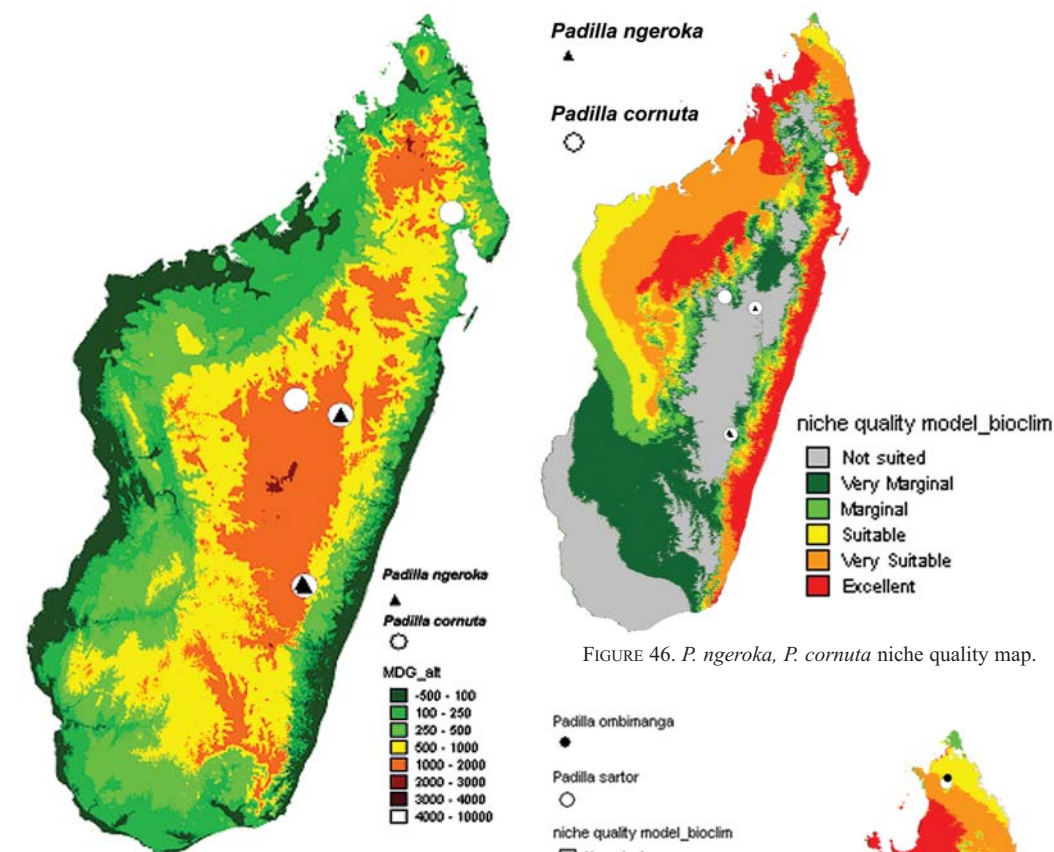 Padilla ngeroka
Padilla cornuta
MDG_alt
-500 - 100
100 - 250
250 - 500
500 - 1000
1000 - 2000
2000 - 3000
3000 - 4000
4000 - 10000
Padilla ngeroka
Padilla cornuta
niche quality model_bioclim
Not suited
Very Marginal
Marginal
Suitable
Very Suitable
Excellent
FIGURE 46. P. ngeroka, P. cornuta niche quality map.
Padilla ombimanga
Padilla sartor
niche quality model_bioclim